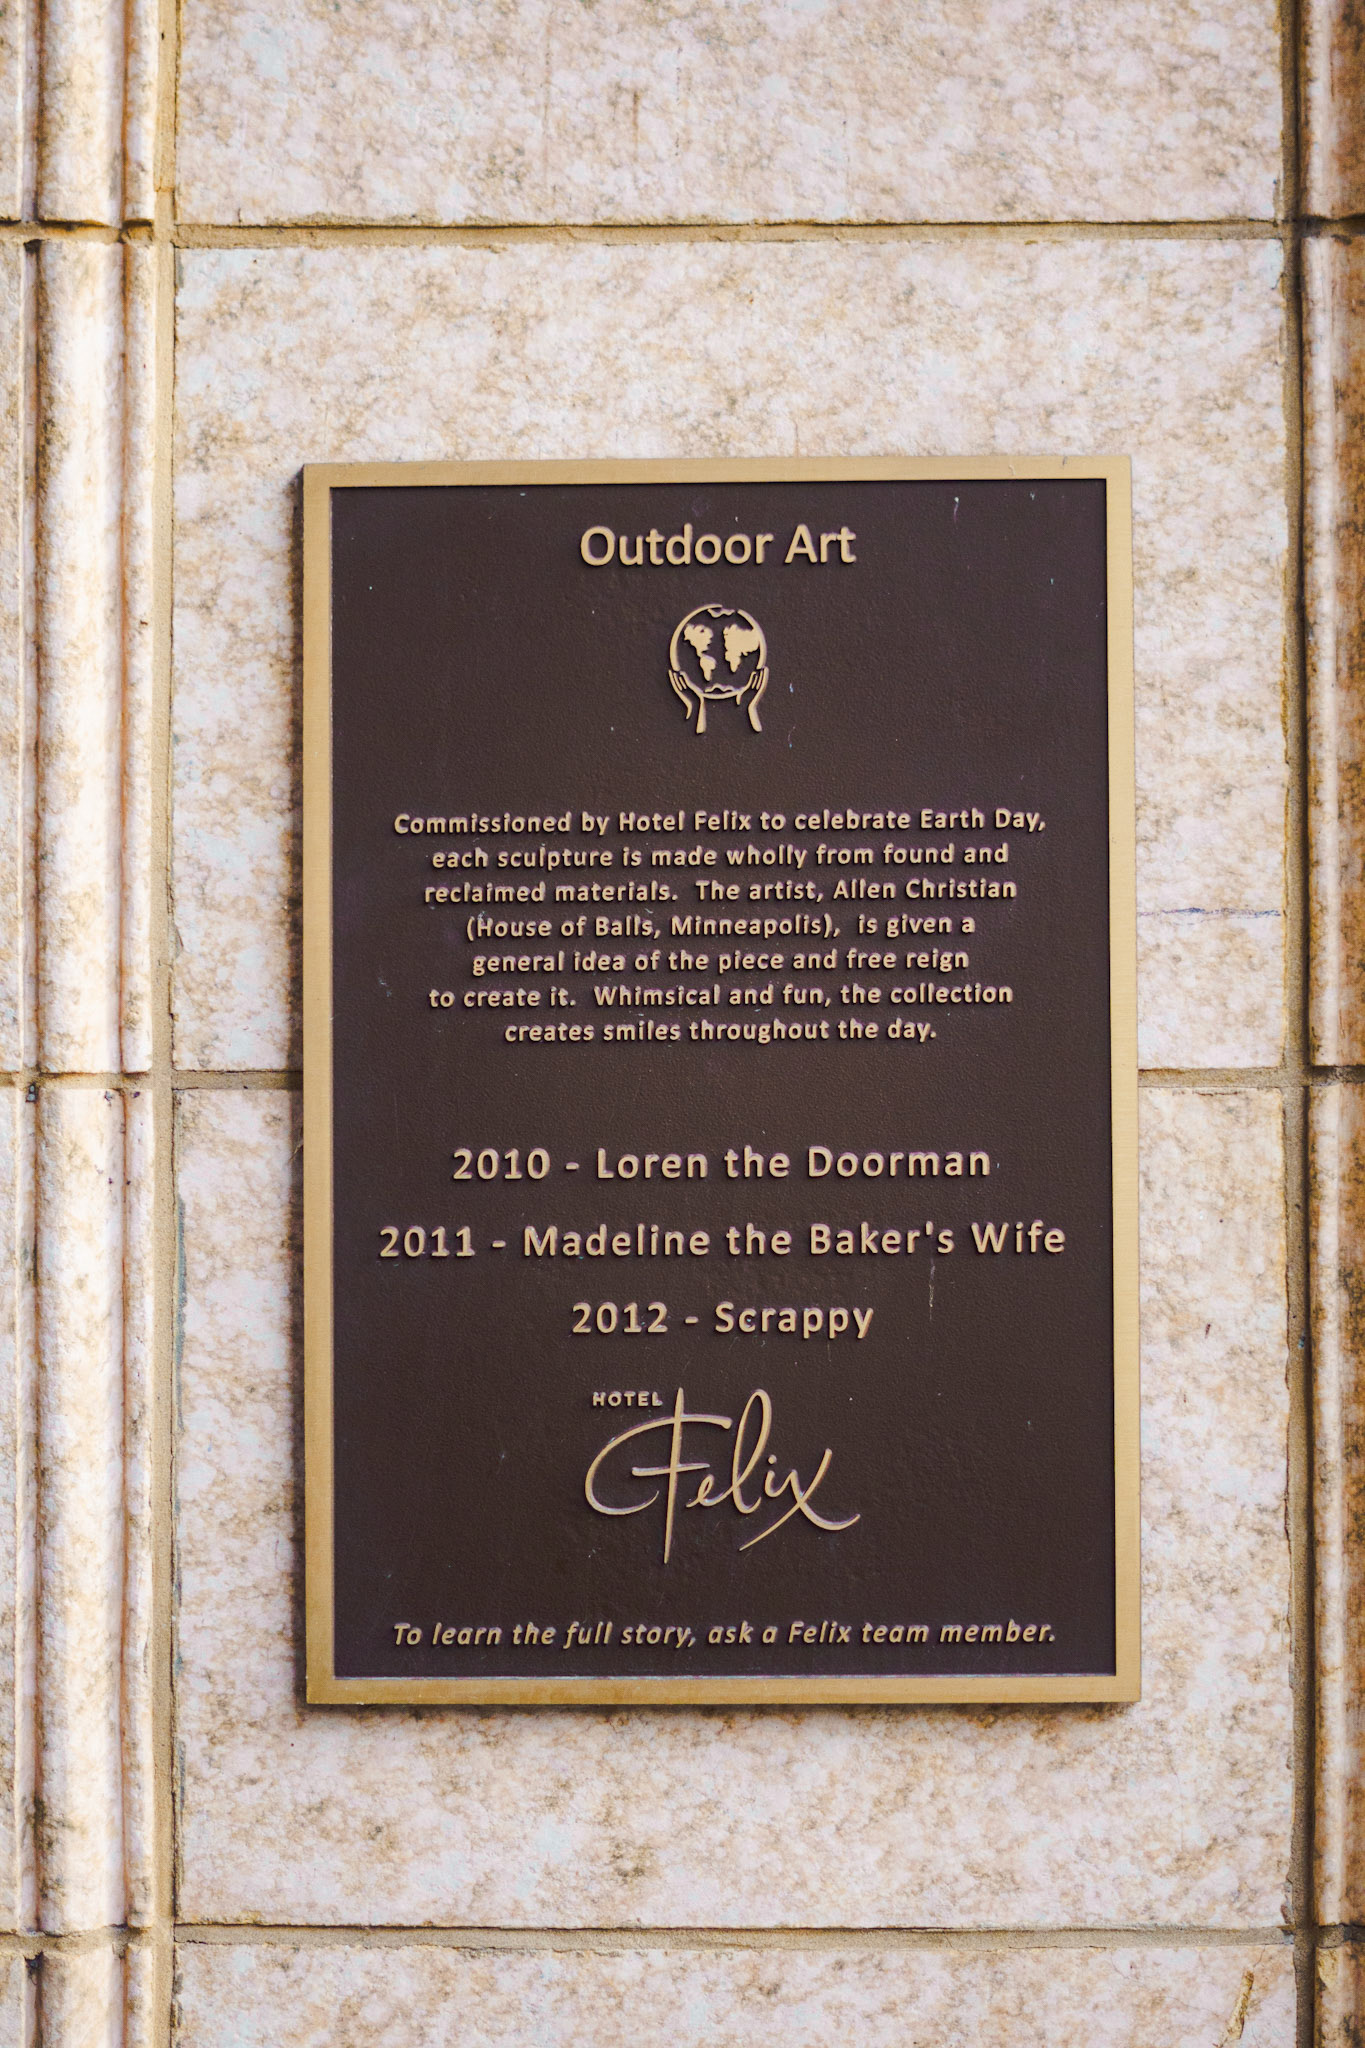 Outdoor Art
Commissioned by Hotel Felix to celebrate Earth Day,
each sculpture is made wholly from found and
reclaimed materials. The artist, Allen Christian
(House of Balls, Minneapolis), is given a
general idea of the piece and free reign
to create it. Whimsical and fun, the collection
creates smiles throughout the day.
2010 - Loren the Doorman
2011 - Madeline the Baker's Wife
2012 - Scrappy
HOTEL
Felix
To learn the full story, ask a Felix team member.